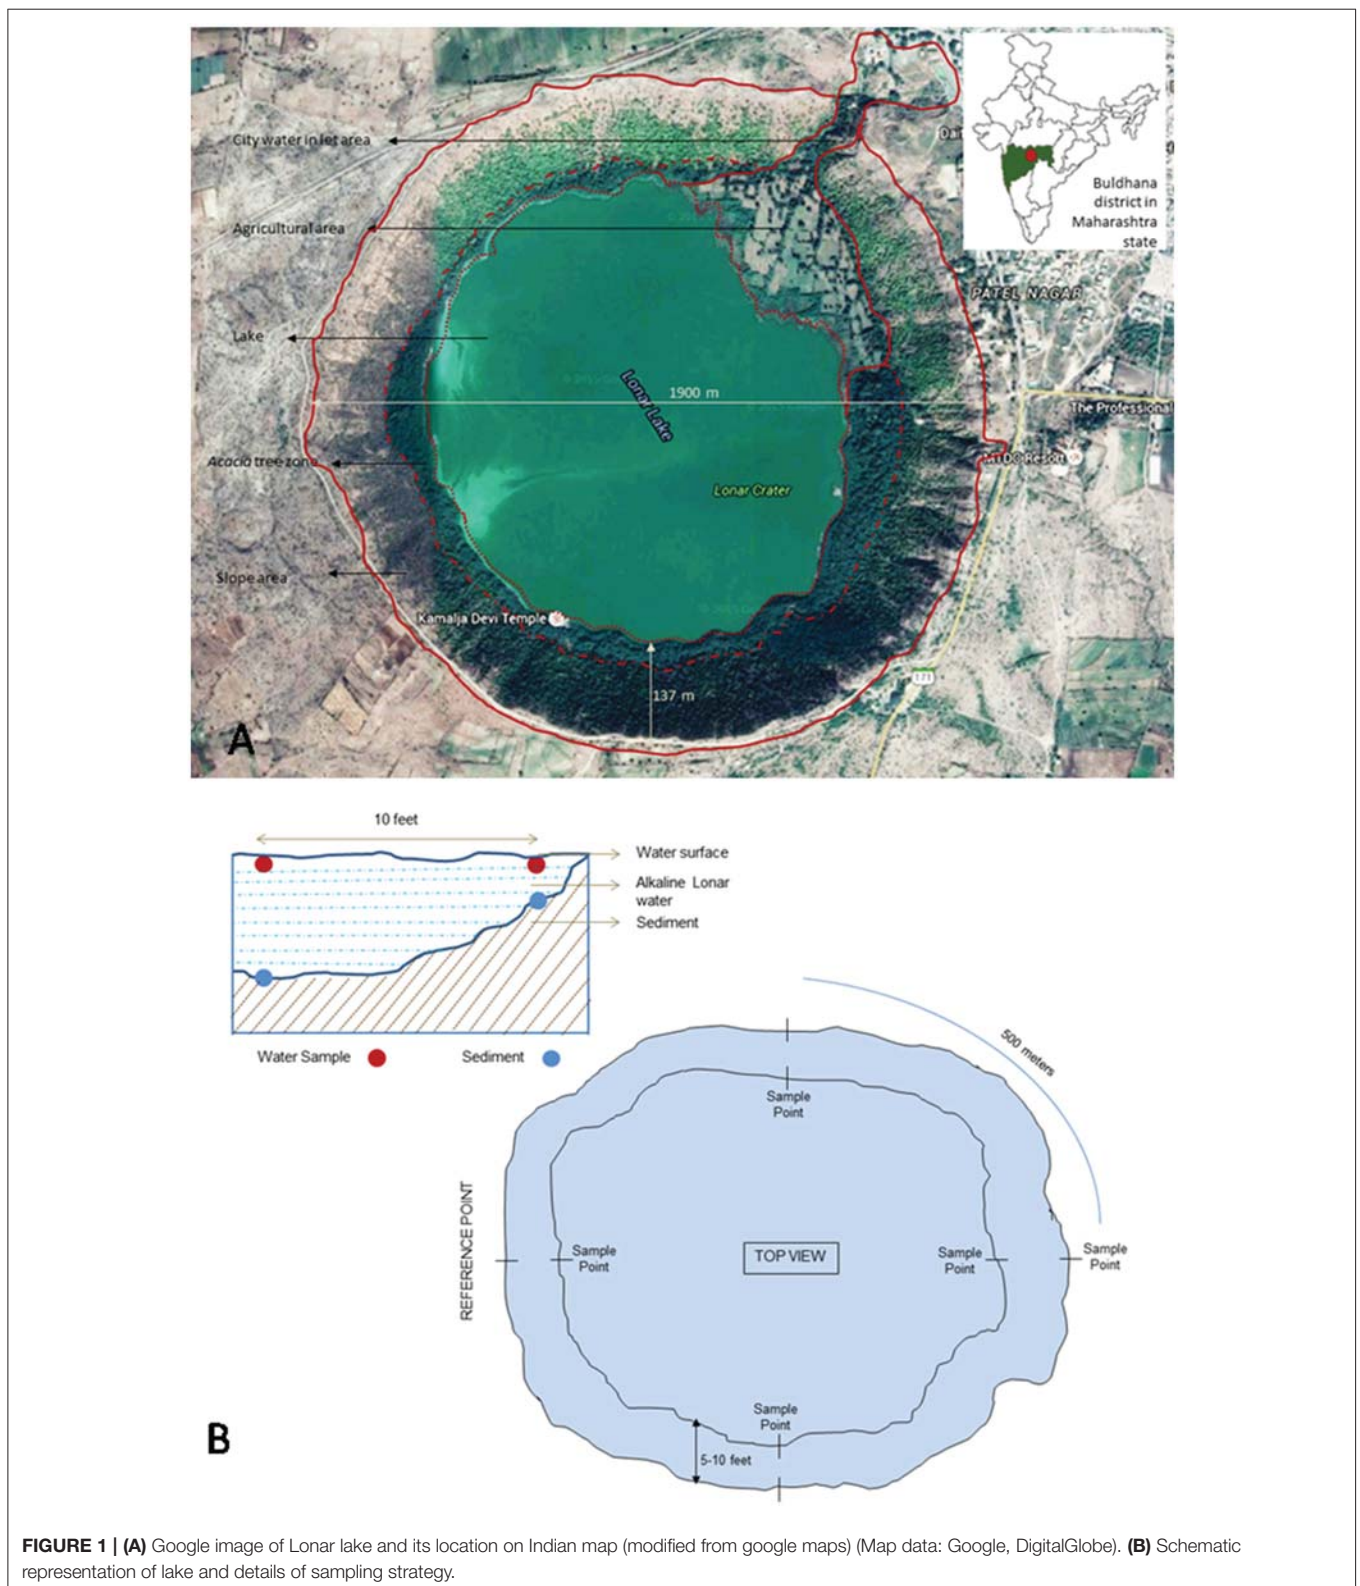 City water in let area
Agricultural area
Lake
Acacia tree zone
Slope area
Kamalja Devi Temple
Lonar Lake
1900 m
Lonar Crater
137 m
PATEL NAGAR
The Professional
MTDC Resort
Buldhana
district in
Maharashtra
state
A
10 feet
Water surface
Alkaline Lonar
water
Sediment
Water Sample
Sediment
500 meters
Sample
Point
REFERENCE POINT
Sample
Point
TOP VIEW
Sample
Point
Sample
Point
Sample
Point
5-10 feet
B
FIGURE 1 | (A) Google image of Lonar lake and its location on Indian map (modified from google maps) (Map data: Google, DigitalGlobe). (B) Schematic
representation of lake and details of sampling strategy.